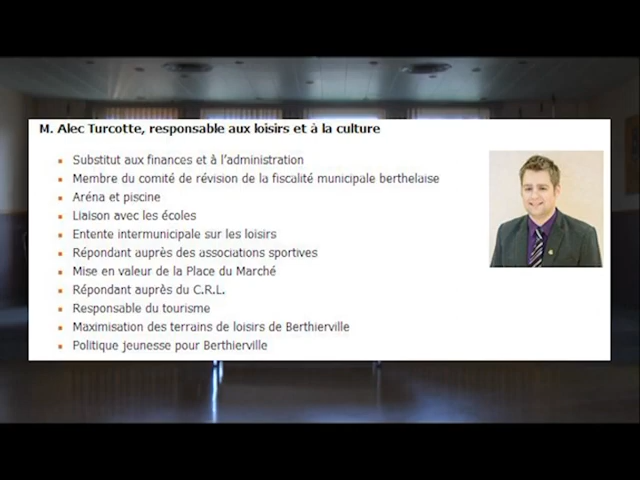 M. Alec Turcotte, responsable aux loisirs et à la culture
Substitut aux finances et à l'administration
Membre du comité de révision de la fiscalité municipale berthelaise
Aréna et piscine
Liaison avec les écoles
Entente intermunicipale sur les loisirs
Répondant auprès des associations sportives
Mise en valeur de la Place du Marché
Répondant auprès du C.R.L.
Responsable du tourisme
Maximisation des terrains de loisirs de Berthierville
Politique jeunesse pour Berthierville